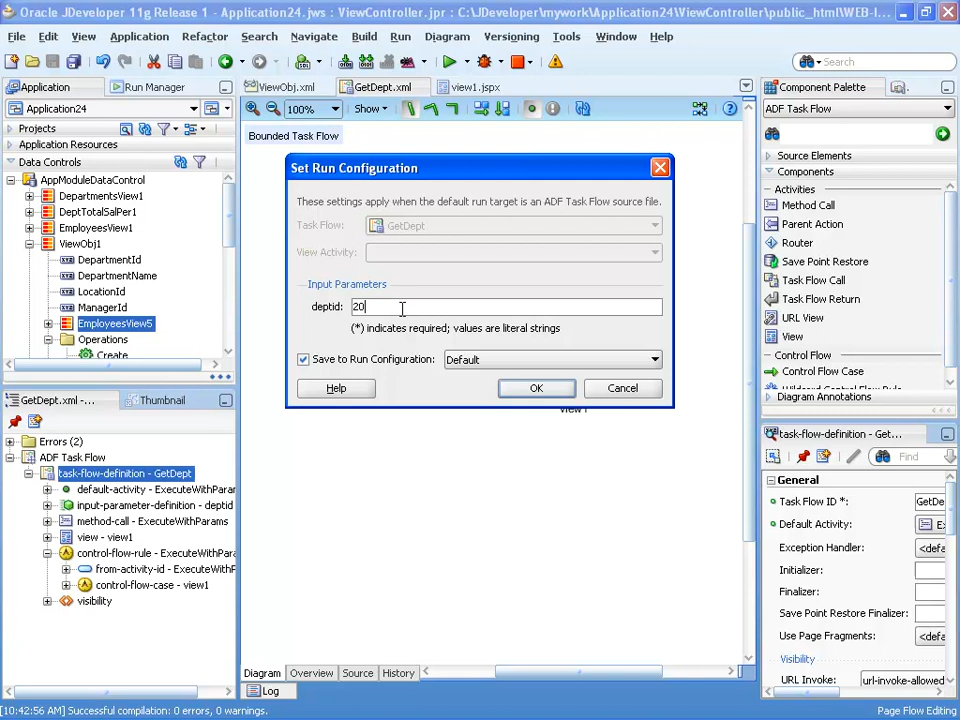 Oracle JDeveloper 11g Release 1 - Application24.jws : ViewController.jpr : C:\JDeveloper\mywork\Application24\ViewController\public_html\WEB-I...
File Edit View Application Refactor Search Navigate Build Run Diagram Versioning Tools Window Help
Search
Application Run Manager
ViewObj.xml GetDept.xml view1.jspx
Component Palette
Application24
100% Show
ADF Task Flow
Projects
Application Resources
Data Controls
AppModuleDataControl
DepartmentsView1
DeptTotalSalPer1
EmployeesView1
ViewObj1
DepartmentId
DepartmentName
LocationId
ManagerId
EmployeesView5
Operations
Create
Bounded Task Flow
Set Run Configuration
These settings apply when the default run target is an ADF Task Flow source file.
Task Flow: GetDept
View Activity:
Input Parameters
deptid: 20
(*) indicates required; values are literal strings
Save to Run Configuration: Default
Help OK Cancel
view1
Source Elements
Components
Activities
Method Call
Parent Action
Router
Save Point Restore
Task Flow Call
Task Flow Return
URL View
View
Control Flow
Control Flow Case
Wildcard Control Flow Rule
Diagram Annotations
GetDept.xml -... Thumbnail
Errors (2)
ADF Task Flow
task-flow-definition - GetDept
default-activity - ExecuteWithParam
input-parameter-definition - deptid
method-call - ExecuteWithParams
view - view1
control-flow-rule - ExecuteWithPara
from-activity-id - ExecuteWithP
control-flow-case - view1
visibility
task-flow-definition - Get...
Find
General
Task Flow ID *: GetDe
Default Activity: E
Exception Handler: <defa
Initializer:
Finalizer:
Save Point Restore Finalizer:
Use Page Fragments: <defa
Visibility
URL Invoke: url-invoke-allowed
Diagram Overview Source History
Log
[10:42:56 AM] Successful compilation: 0 errors, 0 warnings.
Page Flow Editing